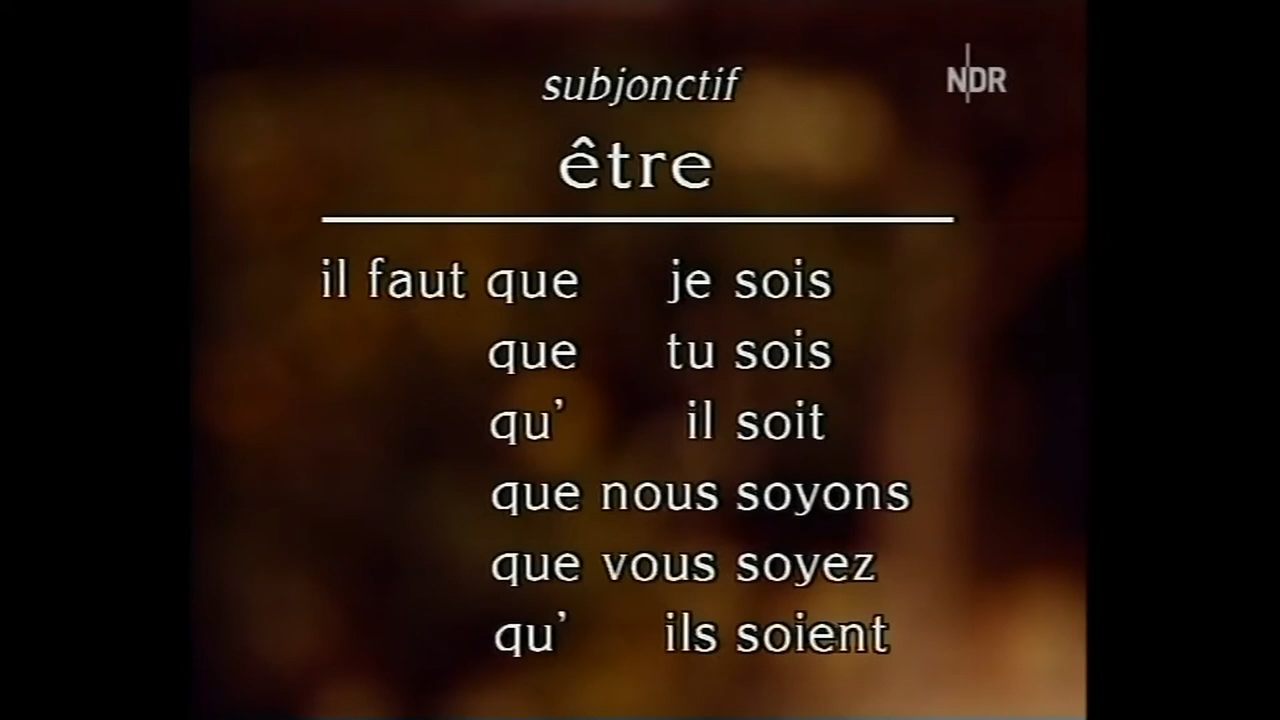 subjonctif
NDR
être
il faut que je sois
que tu sois
qu' il soit
que nous soyons
que vous soyez
qu' ils soient